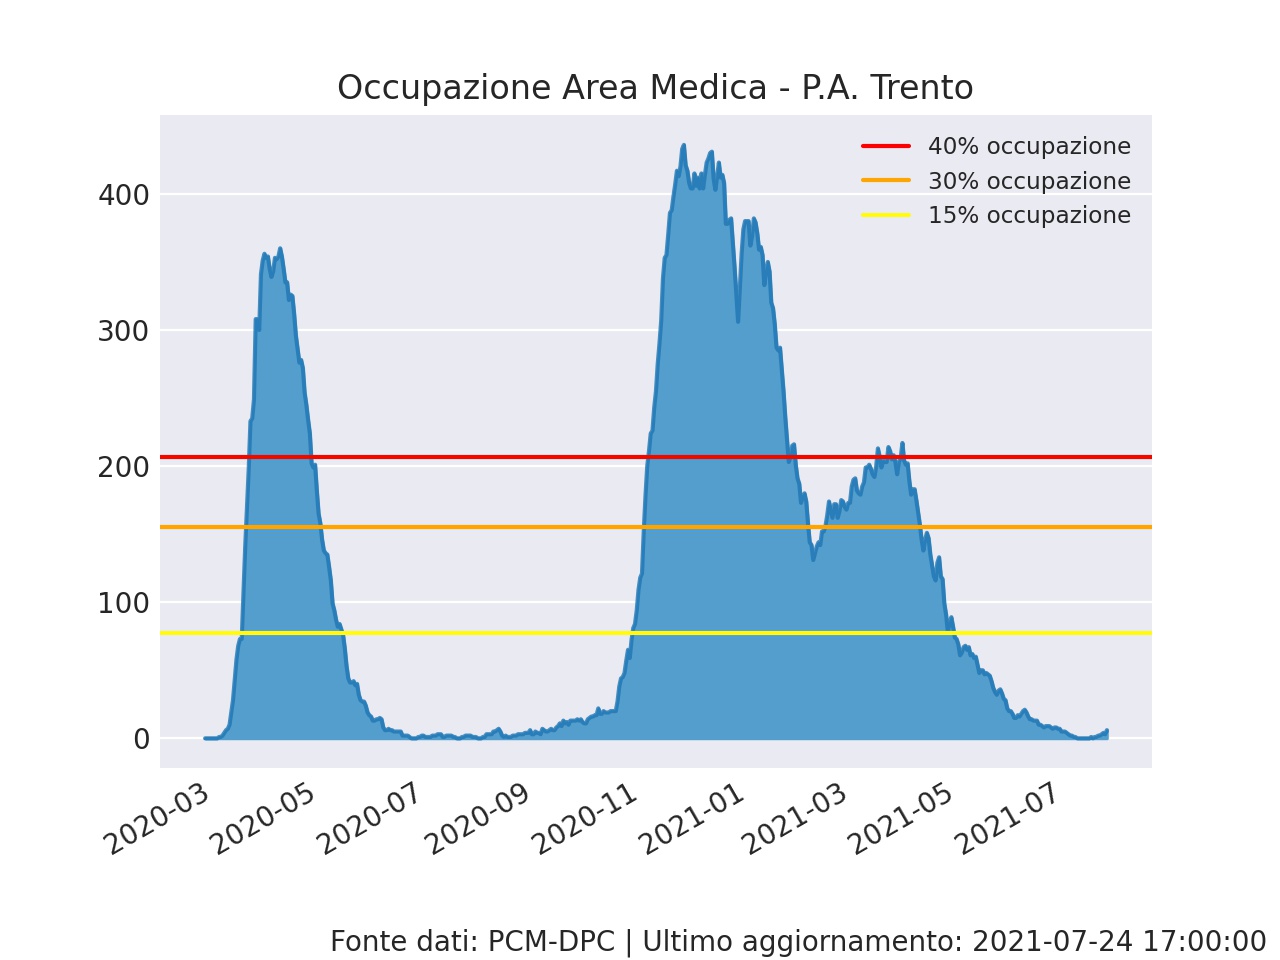 Occupazione Area Medica - P.A. Trento
40% occupazione
30% occupazione
15% occupazione
400
300
200
100
0
2020-03
2020-05
2020-07
2020-09
2020-11
2021-01
2021-03
2021-05
2021-07
Fonte dati: PCM-DPC | Ultimo aggiornamento: 2021-07-24 17:00:00